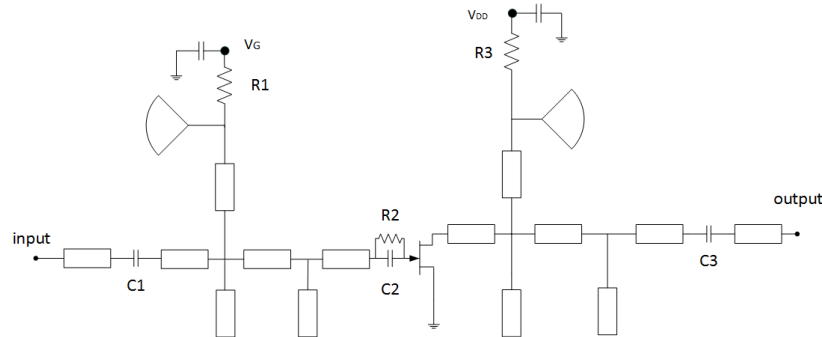 VDD
VG
R3
R1
output
R2
input
C1
C2
C3